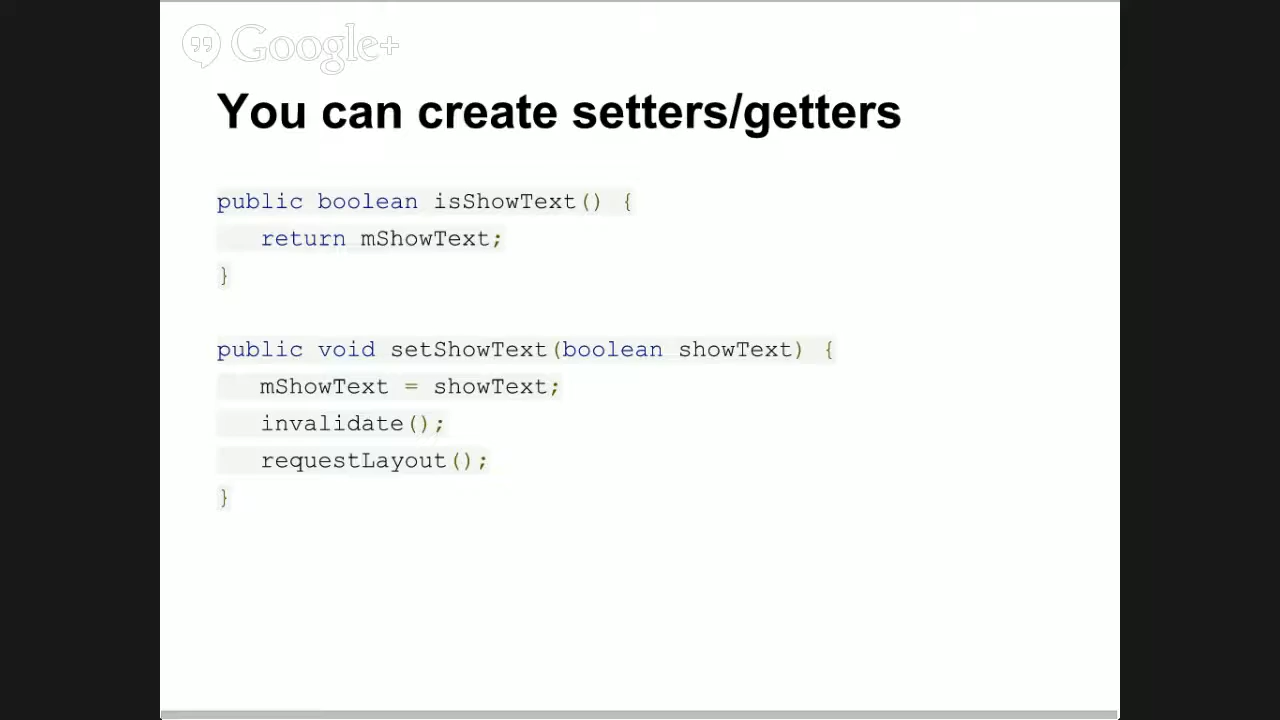 Google+
You can create setters/getters
public boolean isShowText() {
   return mShowText;
}
public void setShowText(boolean showText) {
   mShowText = showText;
   invalidate();
   requestLayout();
}